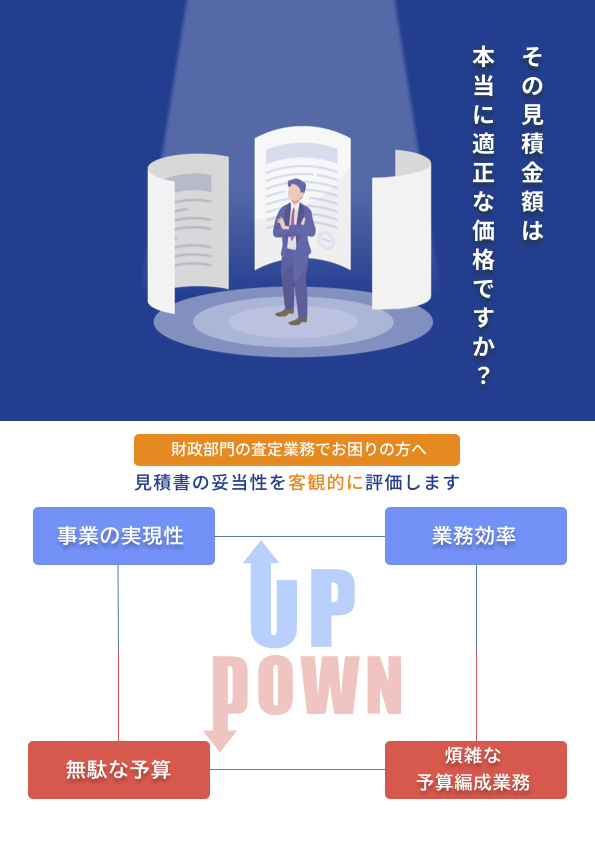 その見積金額は
本当に適正な価格ですか？
財政部門の査定業務でお困りの方へ
見積書の妥当性を客観的に評価します
事業の実現性
業務効率
UP
DOWN
無駄な予算
煩雑な
予算編成業務